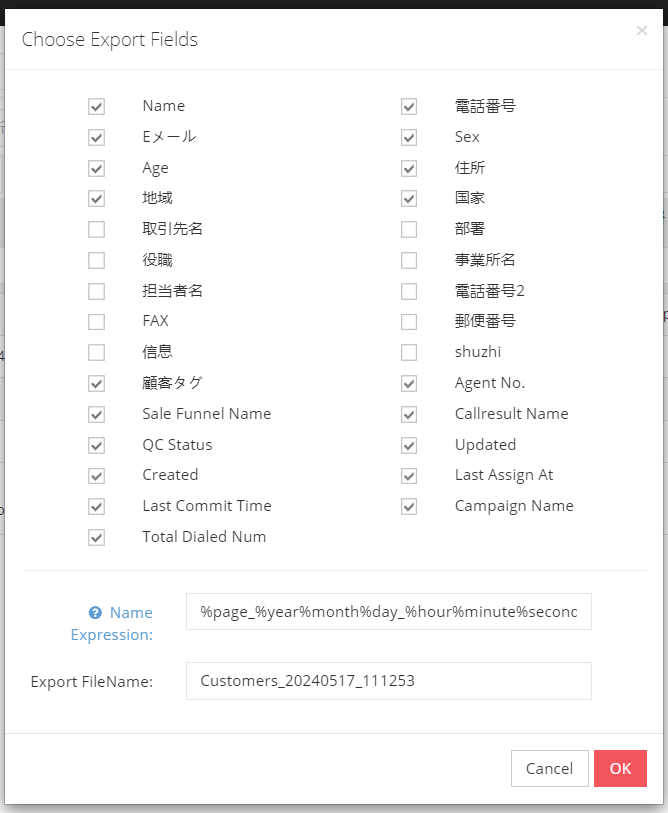 Choose Export Fields
×
Name
電話番号
Eメール
Sex
Age
住所
地域
国家
取引先名
部署
役職
事業所名
担当者名
電話番号2
FAX
郵便番号
信息
shuzhi
顧客タグ
Agent No.
Sale Funnel Name
Callresult Name
QC Status
Updated
Created
Last Assign At
Last Commit Time
Campaign Name
Total Dialed Num
Name
Expression:
%page_%year%month%day_%hour%minute%second
Export FileName:
Customers_20240517_111253
Cancel
OK